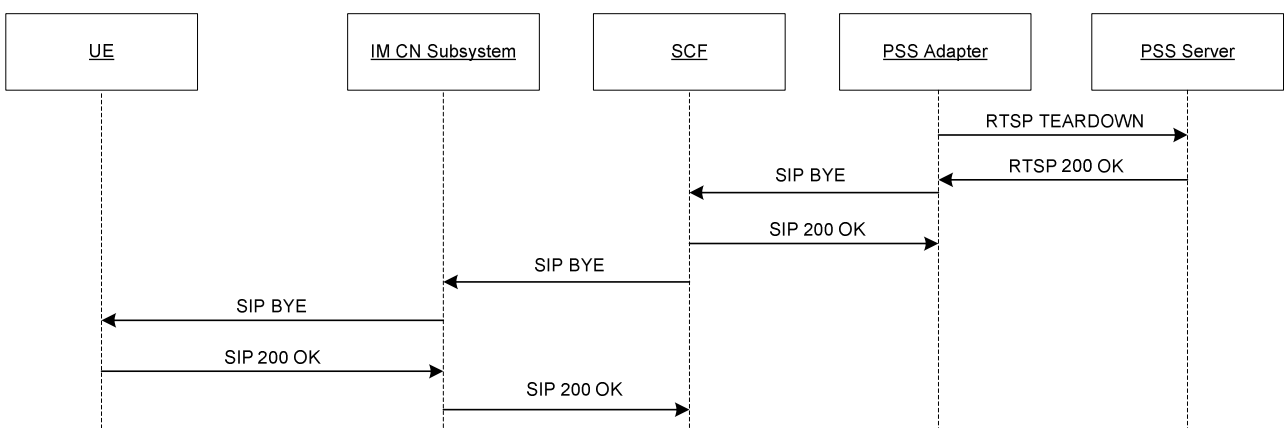 UE
IM CN Subsystem
SCF
PSS Adapter
PSS Server
RTSP TEARDOWN
RTSP 200 OK
SIP BYE
SIP 200 OK
SIP BYE
SIP BYE
SIP 200 OK
SIP 200 OK